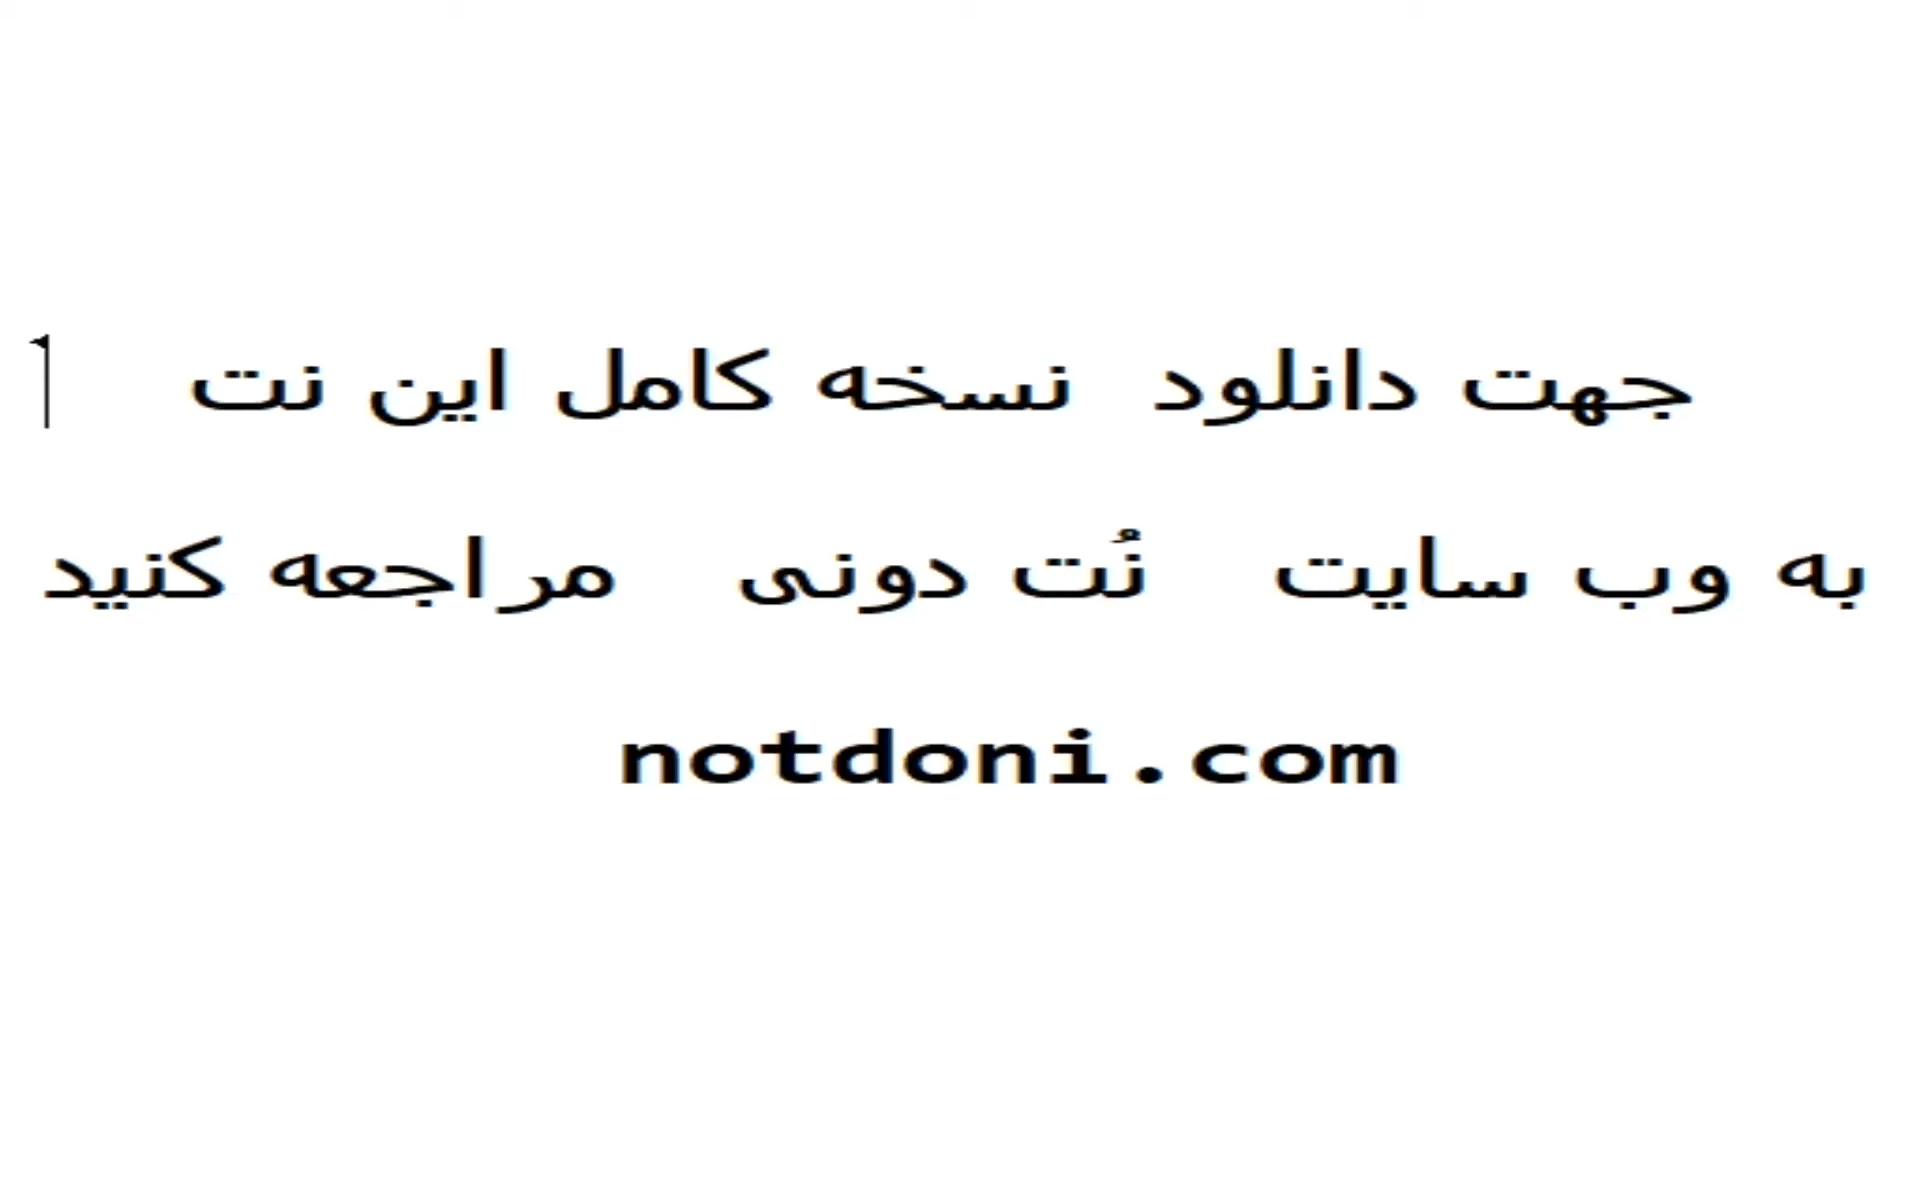 جهت دانلود نسخه کامل این نت
به وب سایت نُت دونی مراجعه کنید
notdoni.com